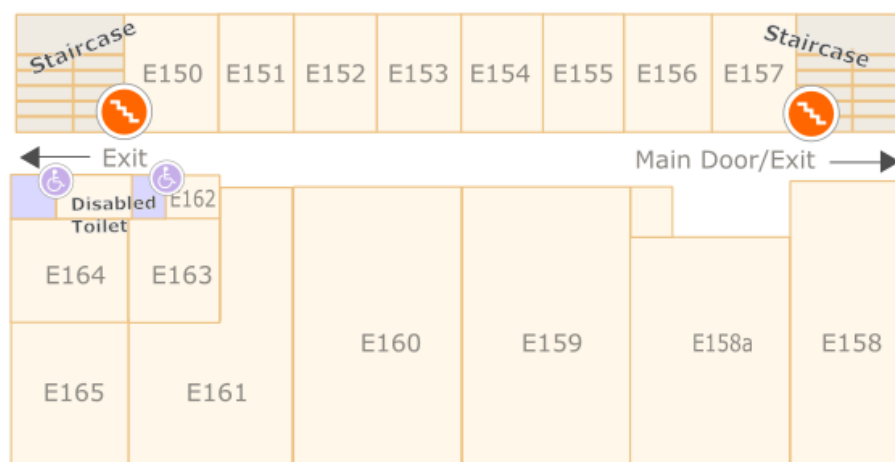 Staircase
Staircase
E150
E151
E152
E153
E154
E155
E156
E157
Exit
Main Door/Exit
Disabled
Toilet
E162
E164
E163
E160
E159
E158a
E158
E165
E161